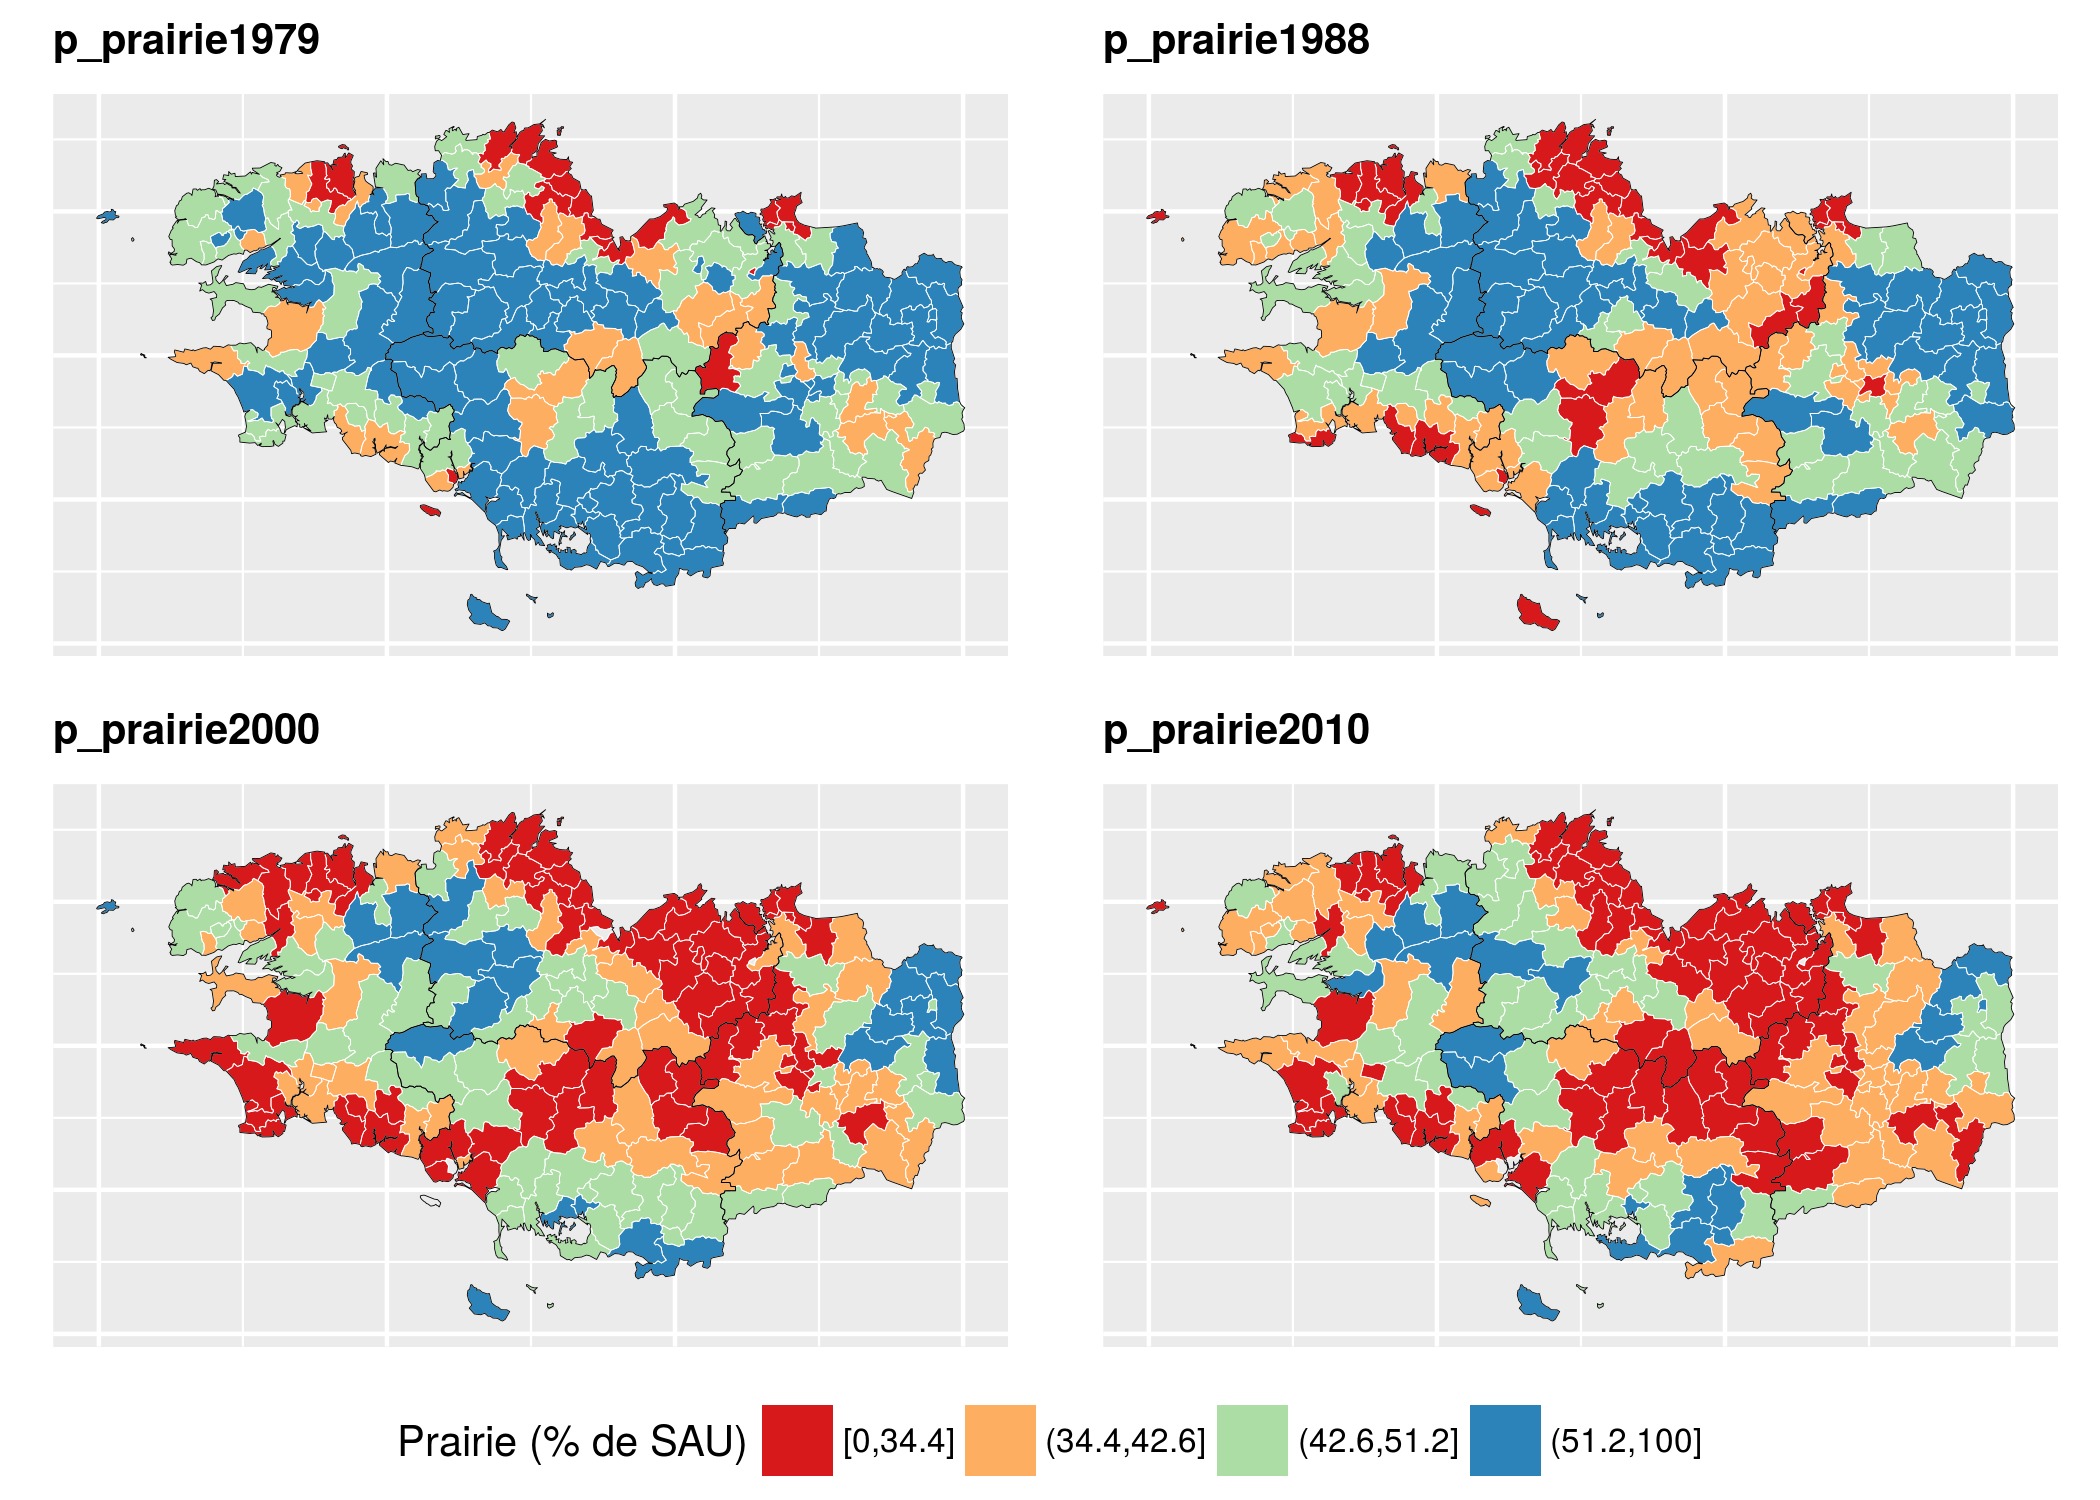 p_prairie1979
p_prairie1988
p_prairie2000
p_prairie2010
Prairie (% de SAU) [0,34.4] (34.4,42.6] (42.6,51.2] (51.2,100]